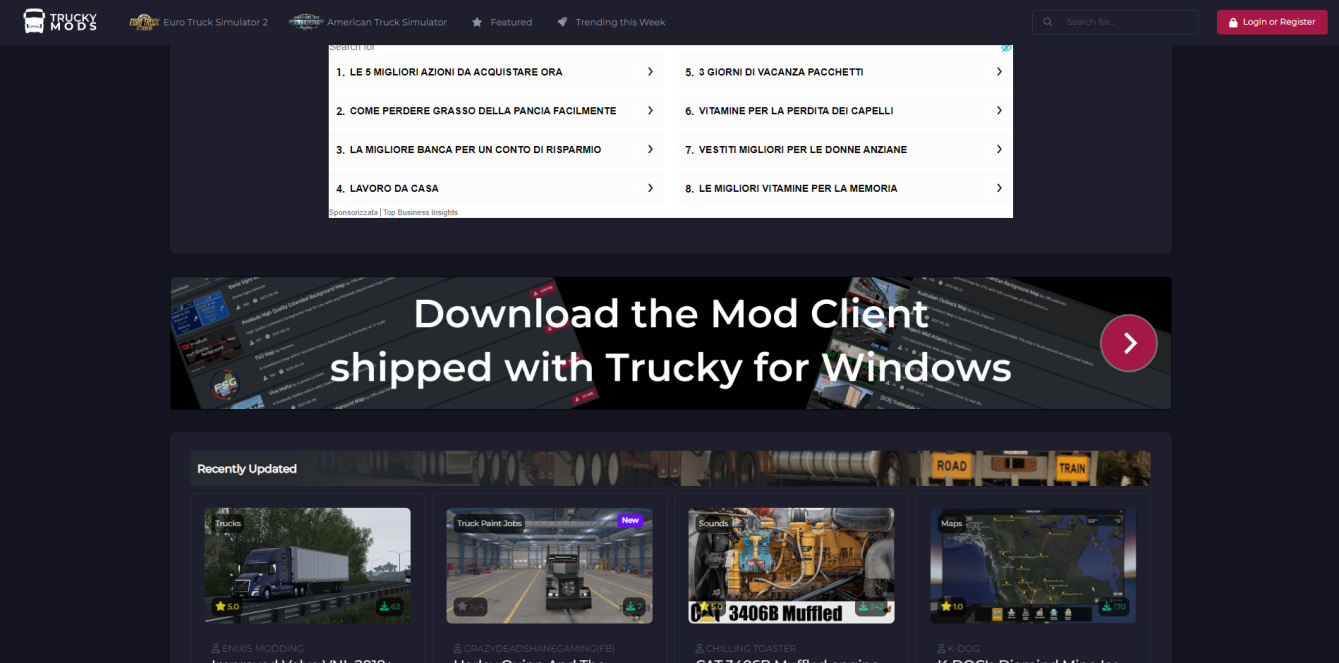 TRUCKY
MODS
Euro Truck Simulator 2
American Truck Simulator
Featured
Trending this Week
Search for...
Login or Register
Search for
1. LE 5 MIGLIORI AZIONI DA ACQUISTARE ORA
2. COME PERDERE GRASSO DELLA PANCIA FACILMENTE
3. LA MIGLIORE BANCA PER UN CONTO DI RISPARMIO
4. LAVORO DA CASA
5. 3 GIORNI DI VACANZA PACCHETTI
6. VITAMINE PER LA PERDITA DEI CAPELLI
7. VESTITI MIGLIORI PER LE DONNE ANZIANE
8. LE MIGLIORI VITAMINE PER LA MEMORIA
Sponsorizzata | Top Business Insights
Download the Mod Client
shipped with Trucky for Windows
Recently Updated
ROAD
TRAIN
Trucks
5.0
62
ENIXIS MODDING
Truck Paint Jobs
New
N/A
7
CRAZYDEADSHANEGAMING(FB)
Sounds
5.0
342
CAT 3406B Muffled
CHILLING TOASTER
Maps
1.0
170
K-DOG